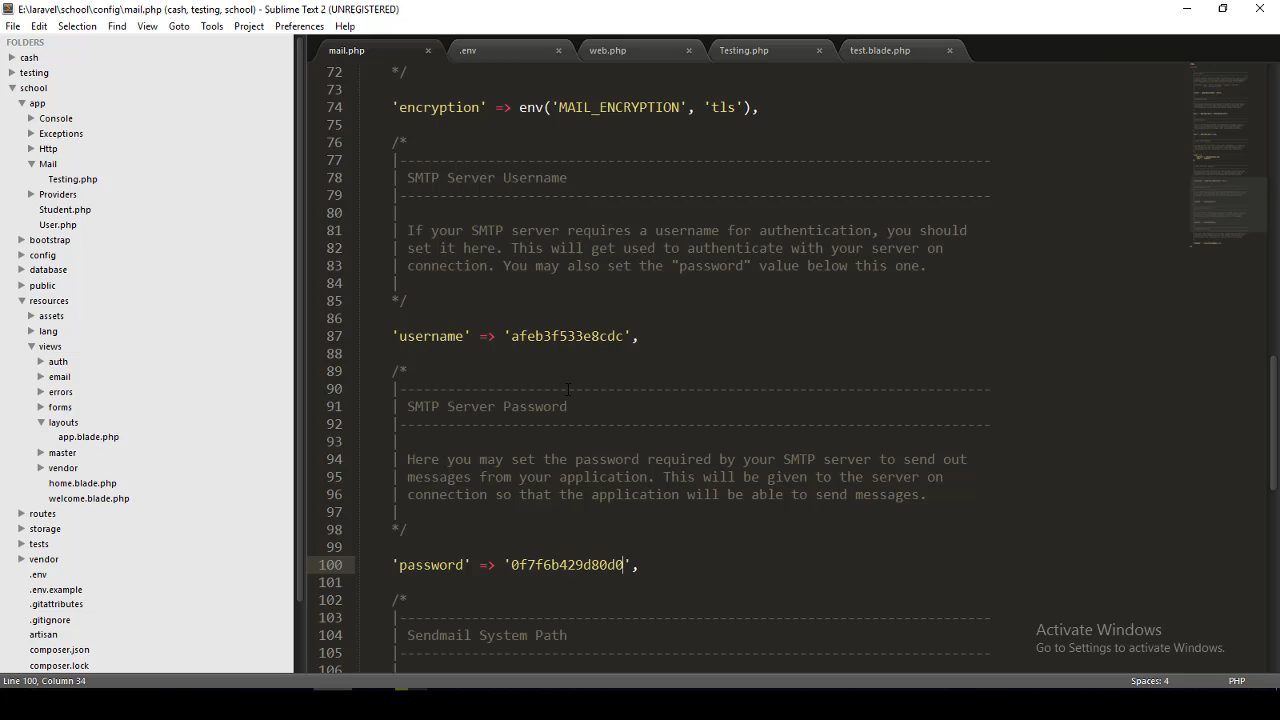 E:\laravel\school\config\mail.php (cash, testing, school) - Sublime Text 2 (UNREGISTERED)
File Edit Selection Find View Goto Tools Project Preferences Help
FOLDERS
cash
testing
school
app
Console
Exceptions
Http
Mail
Testing.php
Providers
Student.php
User.php
bootstrap
config
database
public
resources
assets
lang
views
auth
email
errors
forms
layouts
app.blade.php
master
vendor
home.blade.php
welcome.blade.php
routes
storage
tests
vendor
.env
.env.example
.gitattributes
.gitignore
artisan
composer.json
composer.lock
mail.php × .env × web.php × Testing.php × test.blade.php ×
72 */
73
74 'encryption' => env('MAIL_ENCRYPTION', 'tls'),
75
76 /*
77 |--------------------------------------------------------------------------
78 | SMTP Server Username
79 |--------------------------------------------------------------------------
80 |
81 | If your SMTP server requires a username for authentication, you should
82 | set it here. This will get used to authenticate with your server on
83 | connection. You may also set the "password" value below this one.
84 |
85 */
86
87 'username' => 'afeb3f533e8cdc',
88
89 /*
90 |--------------------------------------------------------------------------
91 | SMTP Server Password
92 |--------------------------------------------------------------------------
93 |
94 | Here you may set the password required by your SMTP server to send out
95 | messages from your application. This will be given to the server on
96 | connection so that the application will be able to send messages.
97 |
98 */
99
100 'password' => '0f7f6b429d80d0',
101
102 /*
103 |--------------------------------------------------------------------------
104 | Sendmail System Path
105 |--------------------------------------------------------------------------
106 |
Activate Windows
Go to Settings to activate Windows.
Line 100, Column 34 Spaces: 4 PHP